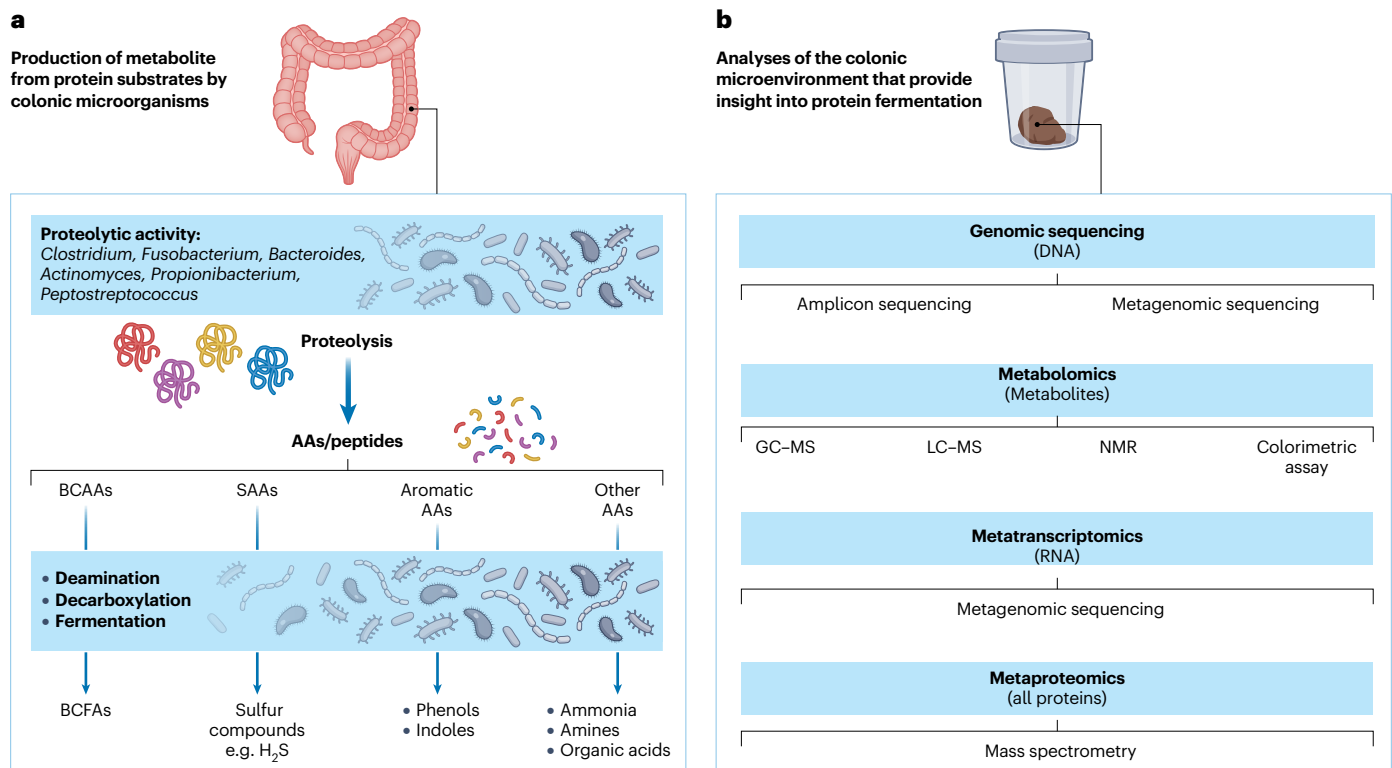 a
Production of metabolite
from protein substrates by
colonic microorganisms
Proteolytic activity:
Clostridium, Fusobacterium, Bacteroides,
Actinomyces, Propionibacterium,
Peptostreptococcus
Proteolysis
AAs/peptides
BCAAs
SAAs
Aromatic
AAs
Other
AAs
• Deamination
• Decarboxylation
• Fermentation
BCFAs
Sulfur
compounds
e.g. H₂S
• Phenols
• Indoles
• Ammonia
• Amines
• Organic acids
b
Analyses of the colonic
microenvironment that provide
insight into protein fermentation
Genomic sequencing
(DNA)
Amplicon sequencing
Metagenomic sequencing
Metabolomics
(Metabolites)
GC–MS
LC–MS
NMR
Colorimetric
assay
Metatranscriptomics
(RNA)
Metagenomic sequencing
Metaproteomics
(all proteins)
Mass spectrometry